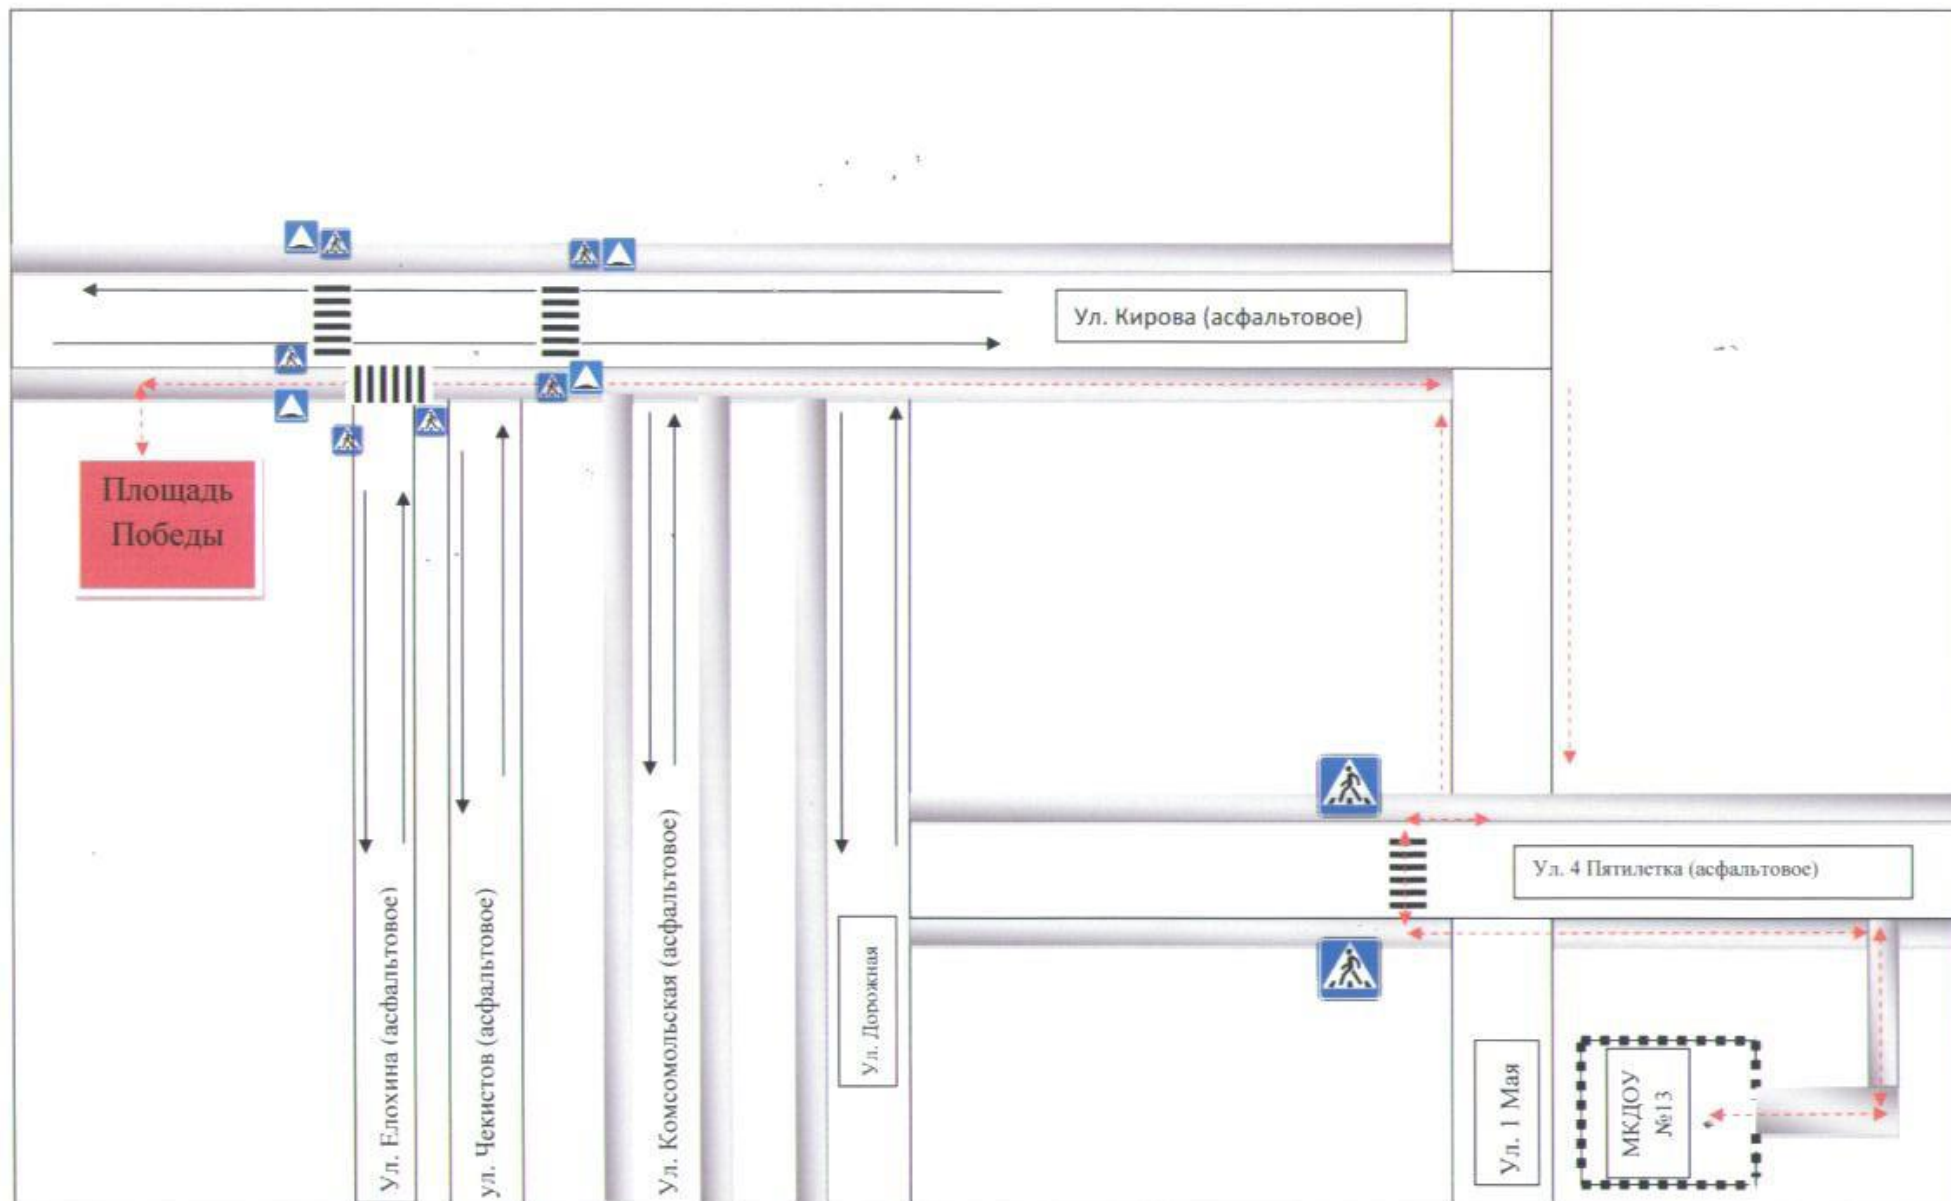 Ул. Кирова (асфальтовое)
Площадь
Победы
Ул. Елохина (асфальтовое)
ул. Чекистов (асфальтовое)
Ул. Комсомольская (асфальтовое)
Ул. Дорожная
Ул. 4 Пятилетка (асфальтовое)
Ул. 1 Мая
МКДОУ
№13